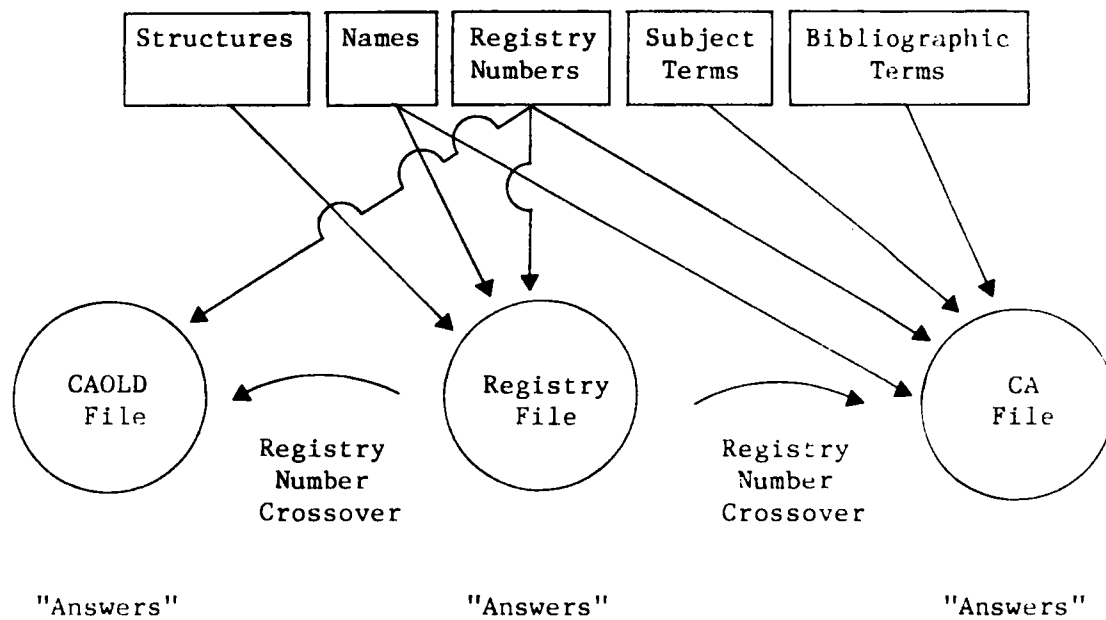 Structures
Names
Registry
Numbers
Subject
Terms
Bibliographic
Terms
CAOLD
File
Registry
File
CA
File
Registry
Number
Crossover
Registry
Number
Crossover
"Answers"
"Answers"
"Answers"